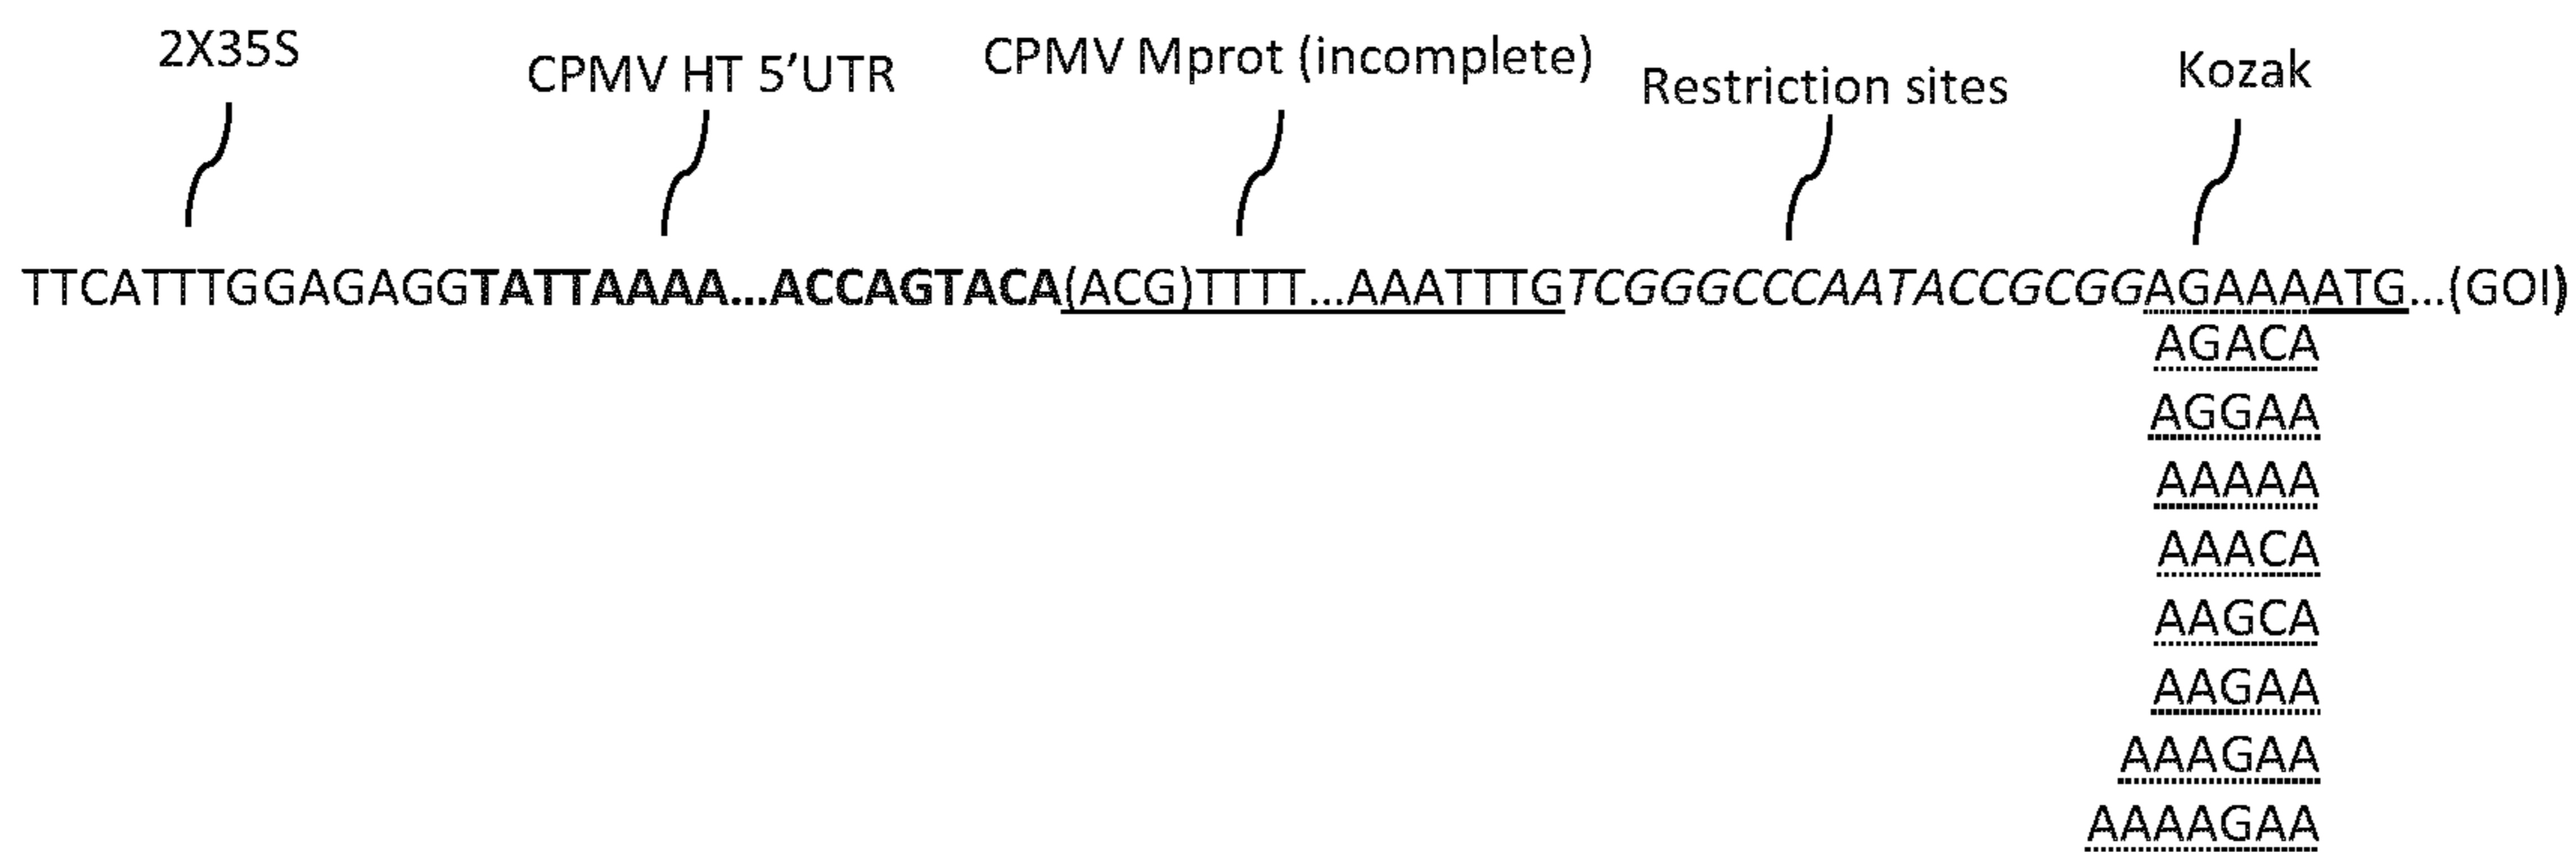 2X35S
CPMV HT 5’UTR
CPMV Mprot (incomplete)
Restriction sites
Kozak
TTCATTTGGAGAGGTATTAAAA...ACCAGTACA(ACG)TTTT...AAATTTGTCGGGCCCAATACCGCGGAGAAAATG...(GOI)
AGACA
AGGAA
AAAAA
AAACA
AAGCA
AAGAA
AAAGAA
AAAAGAA